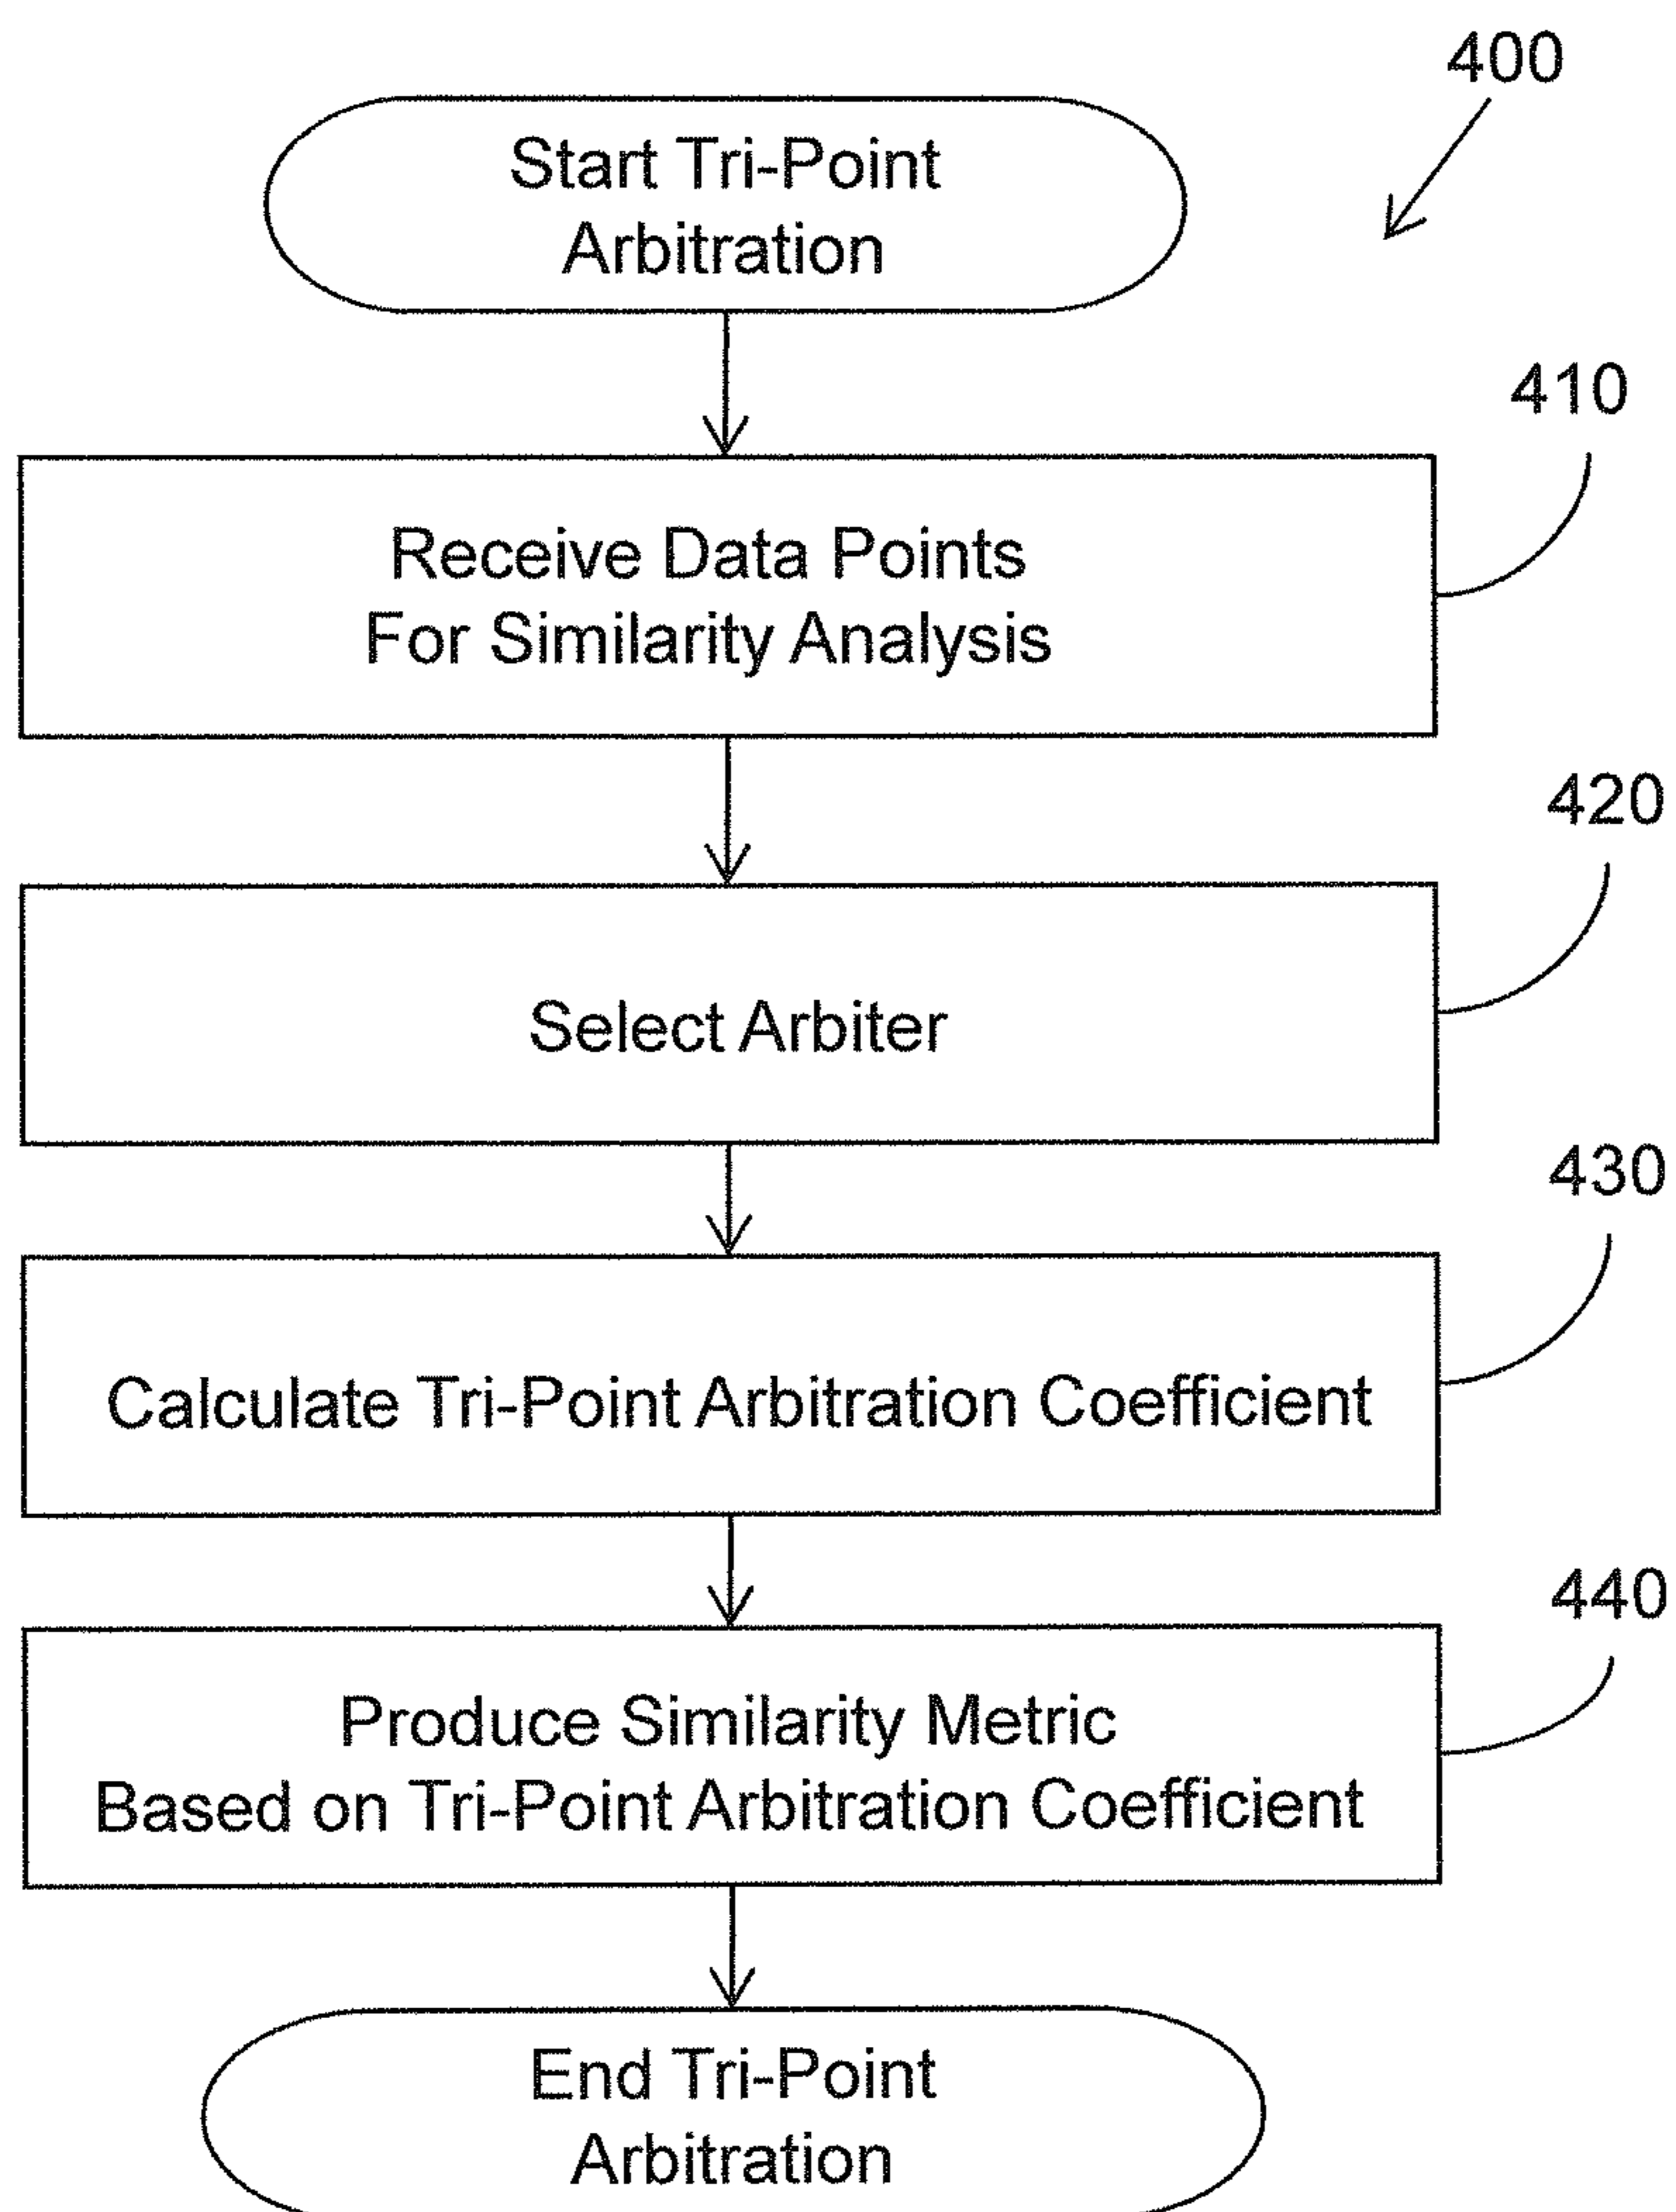 400
Start Tri-Point
Arbitration
410
Receive Data Points
For Similarity Analysis
420
Select Arbiter
430
Calculate Tri-Point Arbitration Coefficient
440
Produce Similarity Metric
Based on Tri-Point Arbitration Coefficient
End Tri-Point
Arbitration